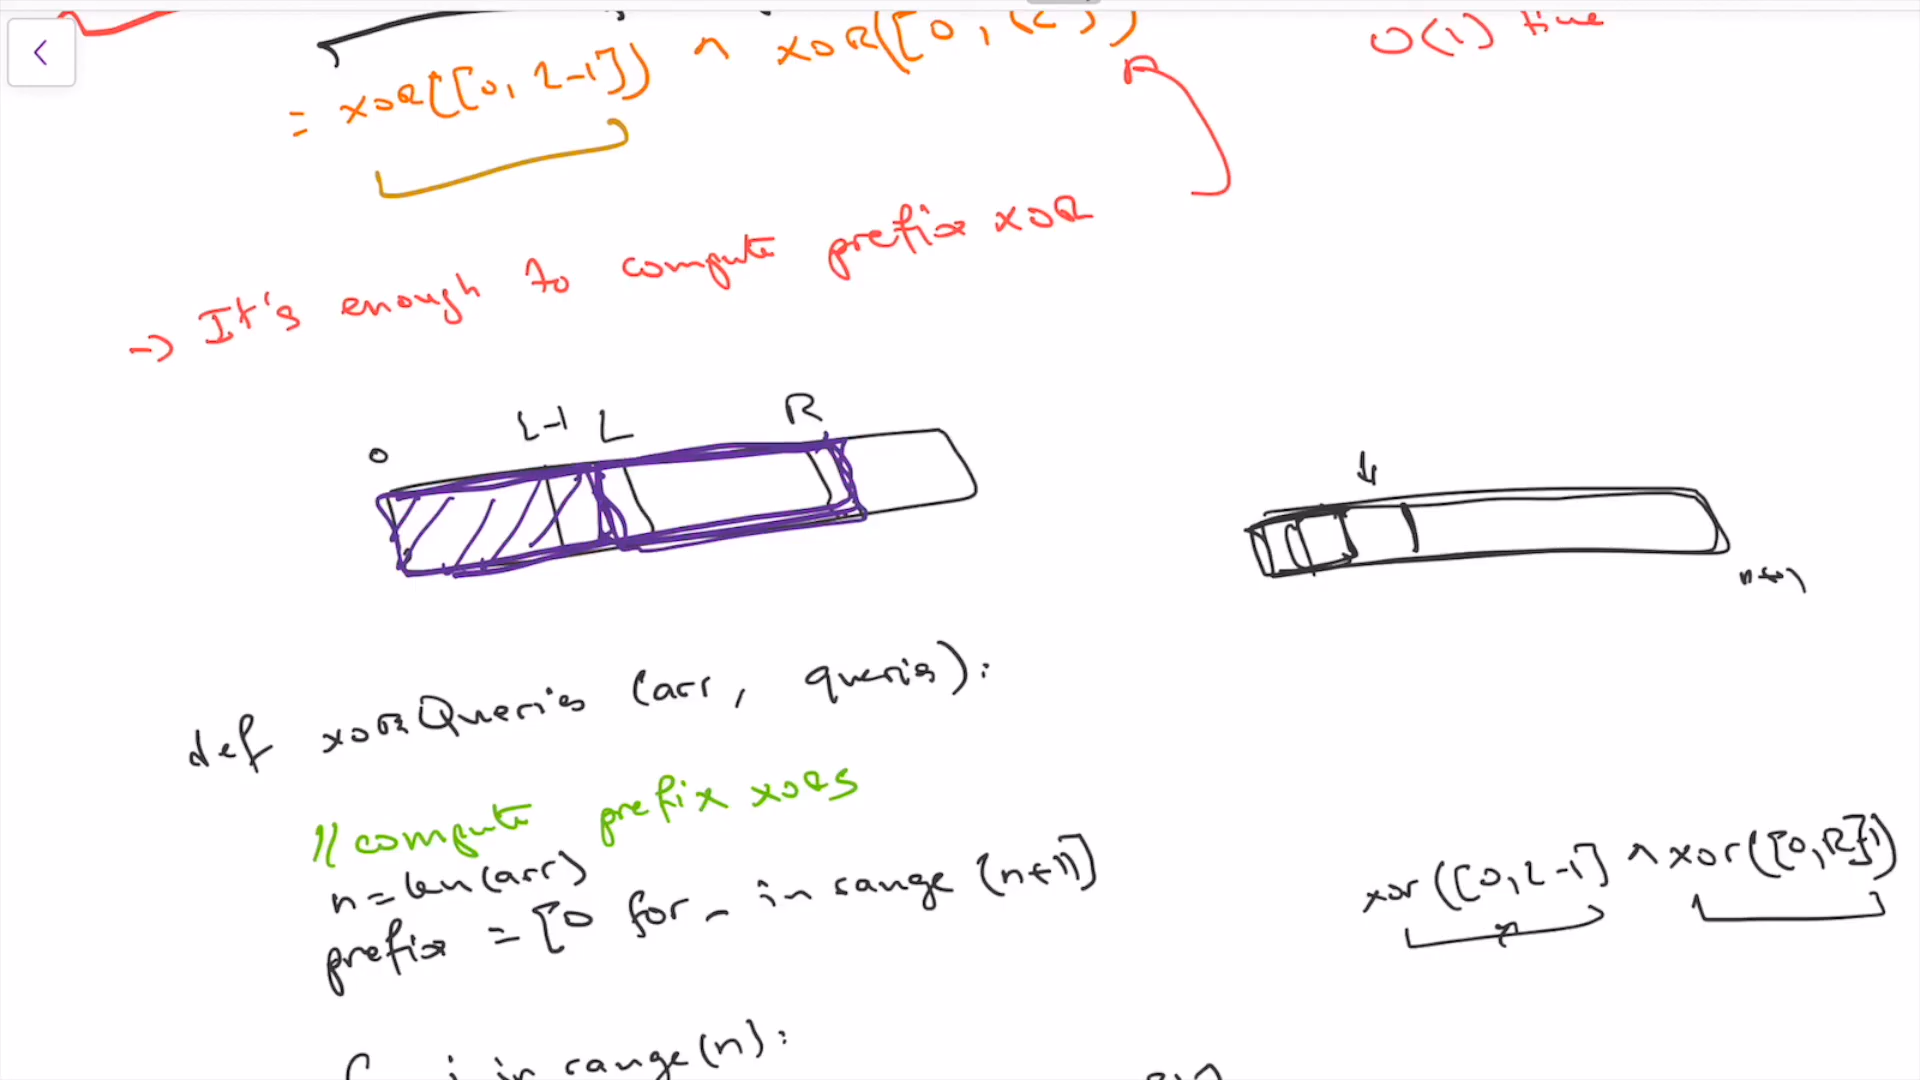 = XOR([0, L-1]) ^ XOR([0, R])
O(1) time
-> It's enough to compute prefix XOR
0 L-1 L R
def xorQueries (arr, queries):
//compute prefix XORS
n = len(arr)
prefix = [0 for _ in range (n+1)]
xor([0, L-1] ^ xor([0, R])
i in range(n):